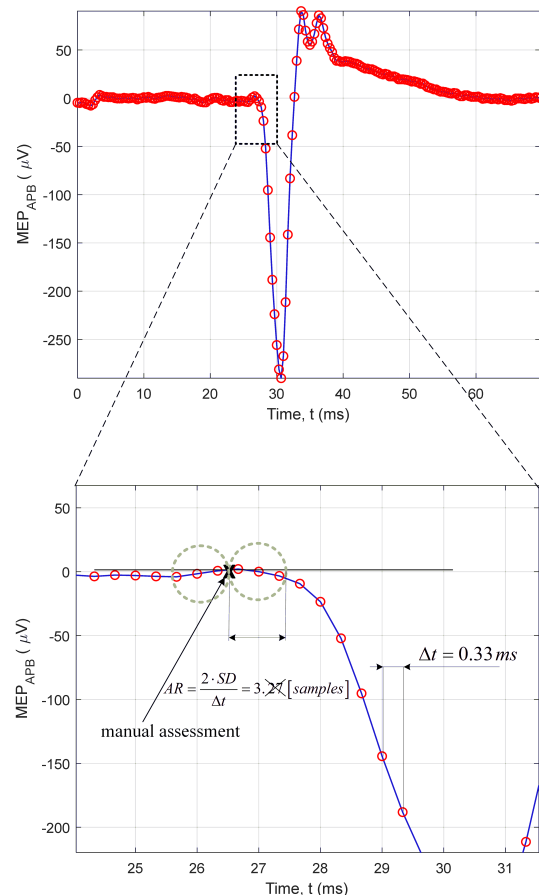 50
0
-50
-100
-150
-200
-250
MEP_APB ( μV)
0 10 20 30 40 50 60
Time, t (ms)
50
0
-50
-100
-150
-200
MEP_APB ( μV)
Δt = 0.33 ms
AR = 2·SD/Δt = 3.27 [samples]
manual assessment
25 26 27 28 29 30 31
Time, t (ms)